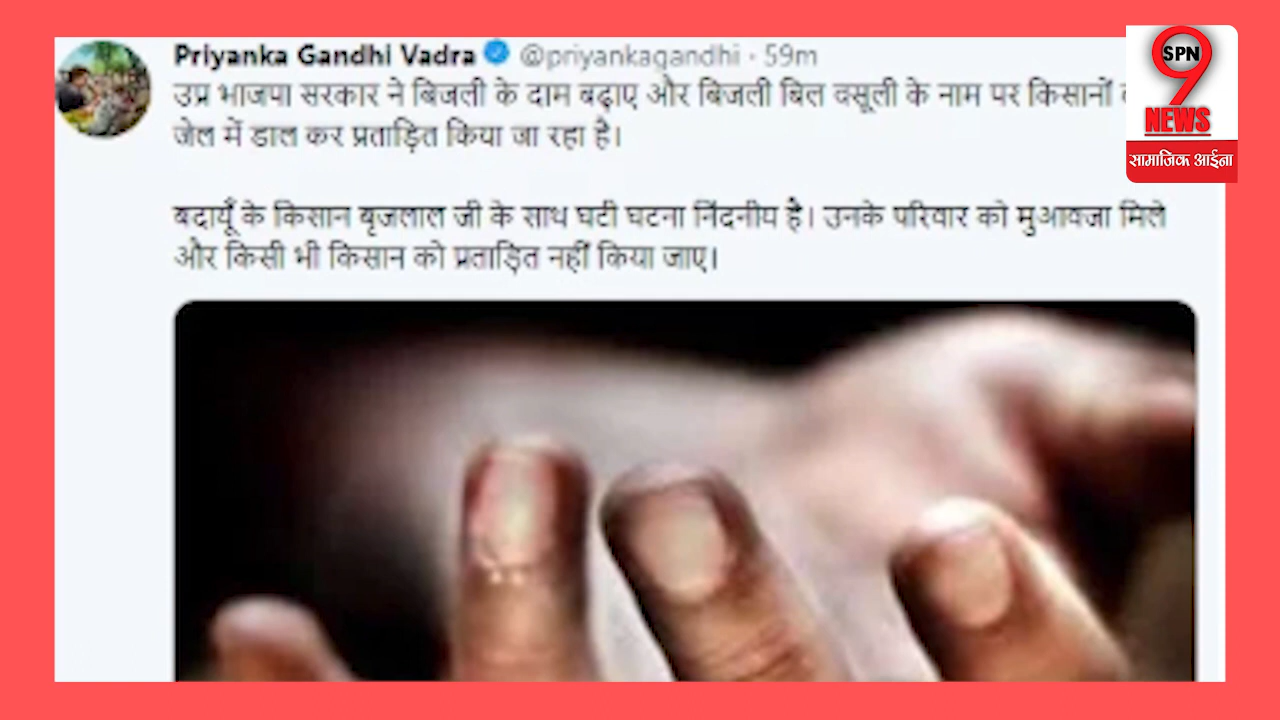 Priyanka Gandhi Vadra @priyankagandhi · 59m
उप्र भाजपा सरकार ने बिजली के दाम बढ़ाए और बिजली बिल वसूली के नाम पर किसानों
जेल में डाल कर प्रताड़ित किया जा रहा है।
बदायूँ के किसान बृजलाल जी के साथ घटी घटना निंदनीय है। उनके परिवार को मुआवजा मिले
और किसी भी किसान को प्रताड़ित नहीं किया जाए।
SPN
9
NEWS
सामाजिक आईना